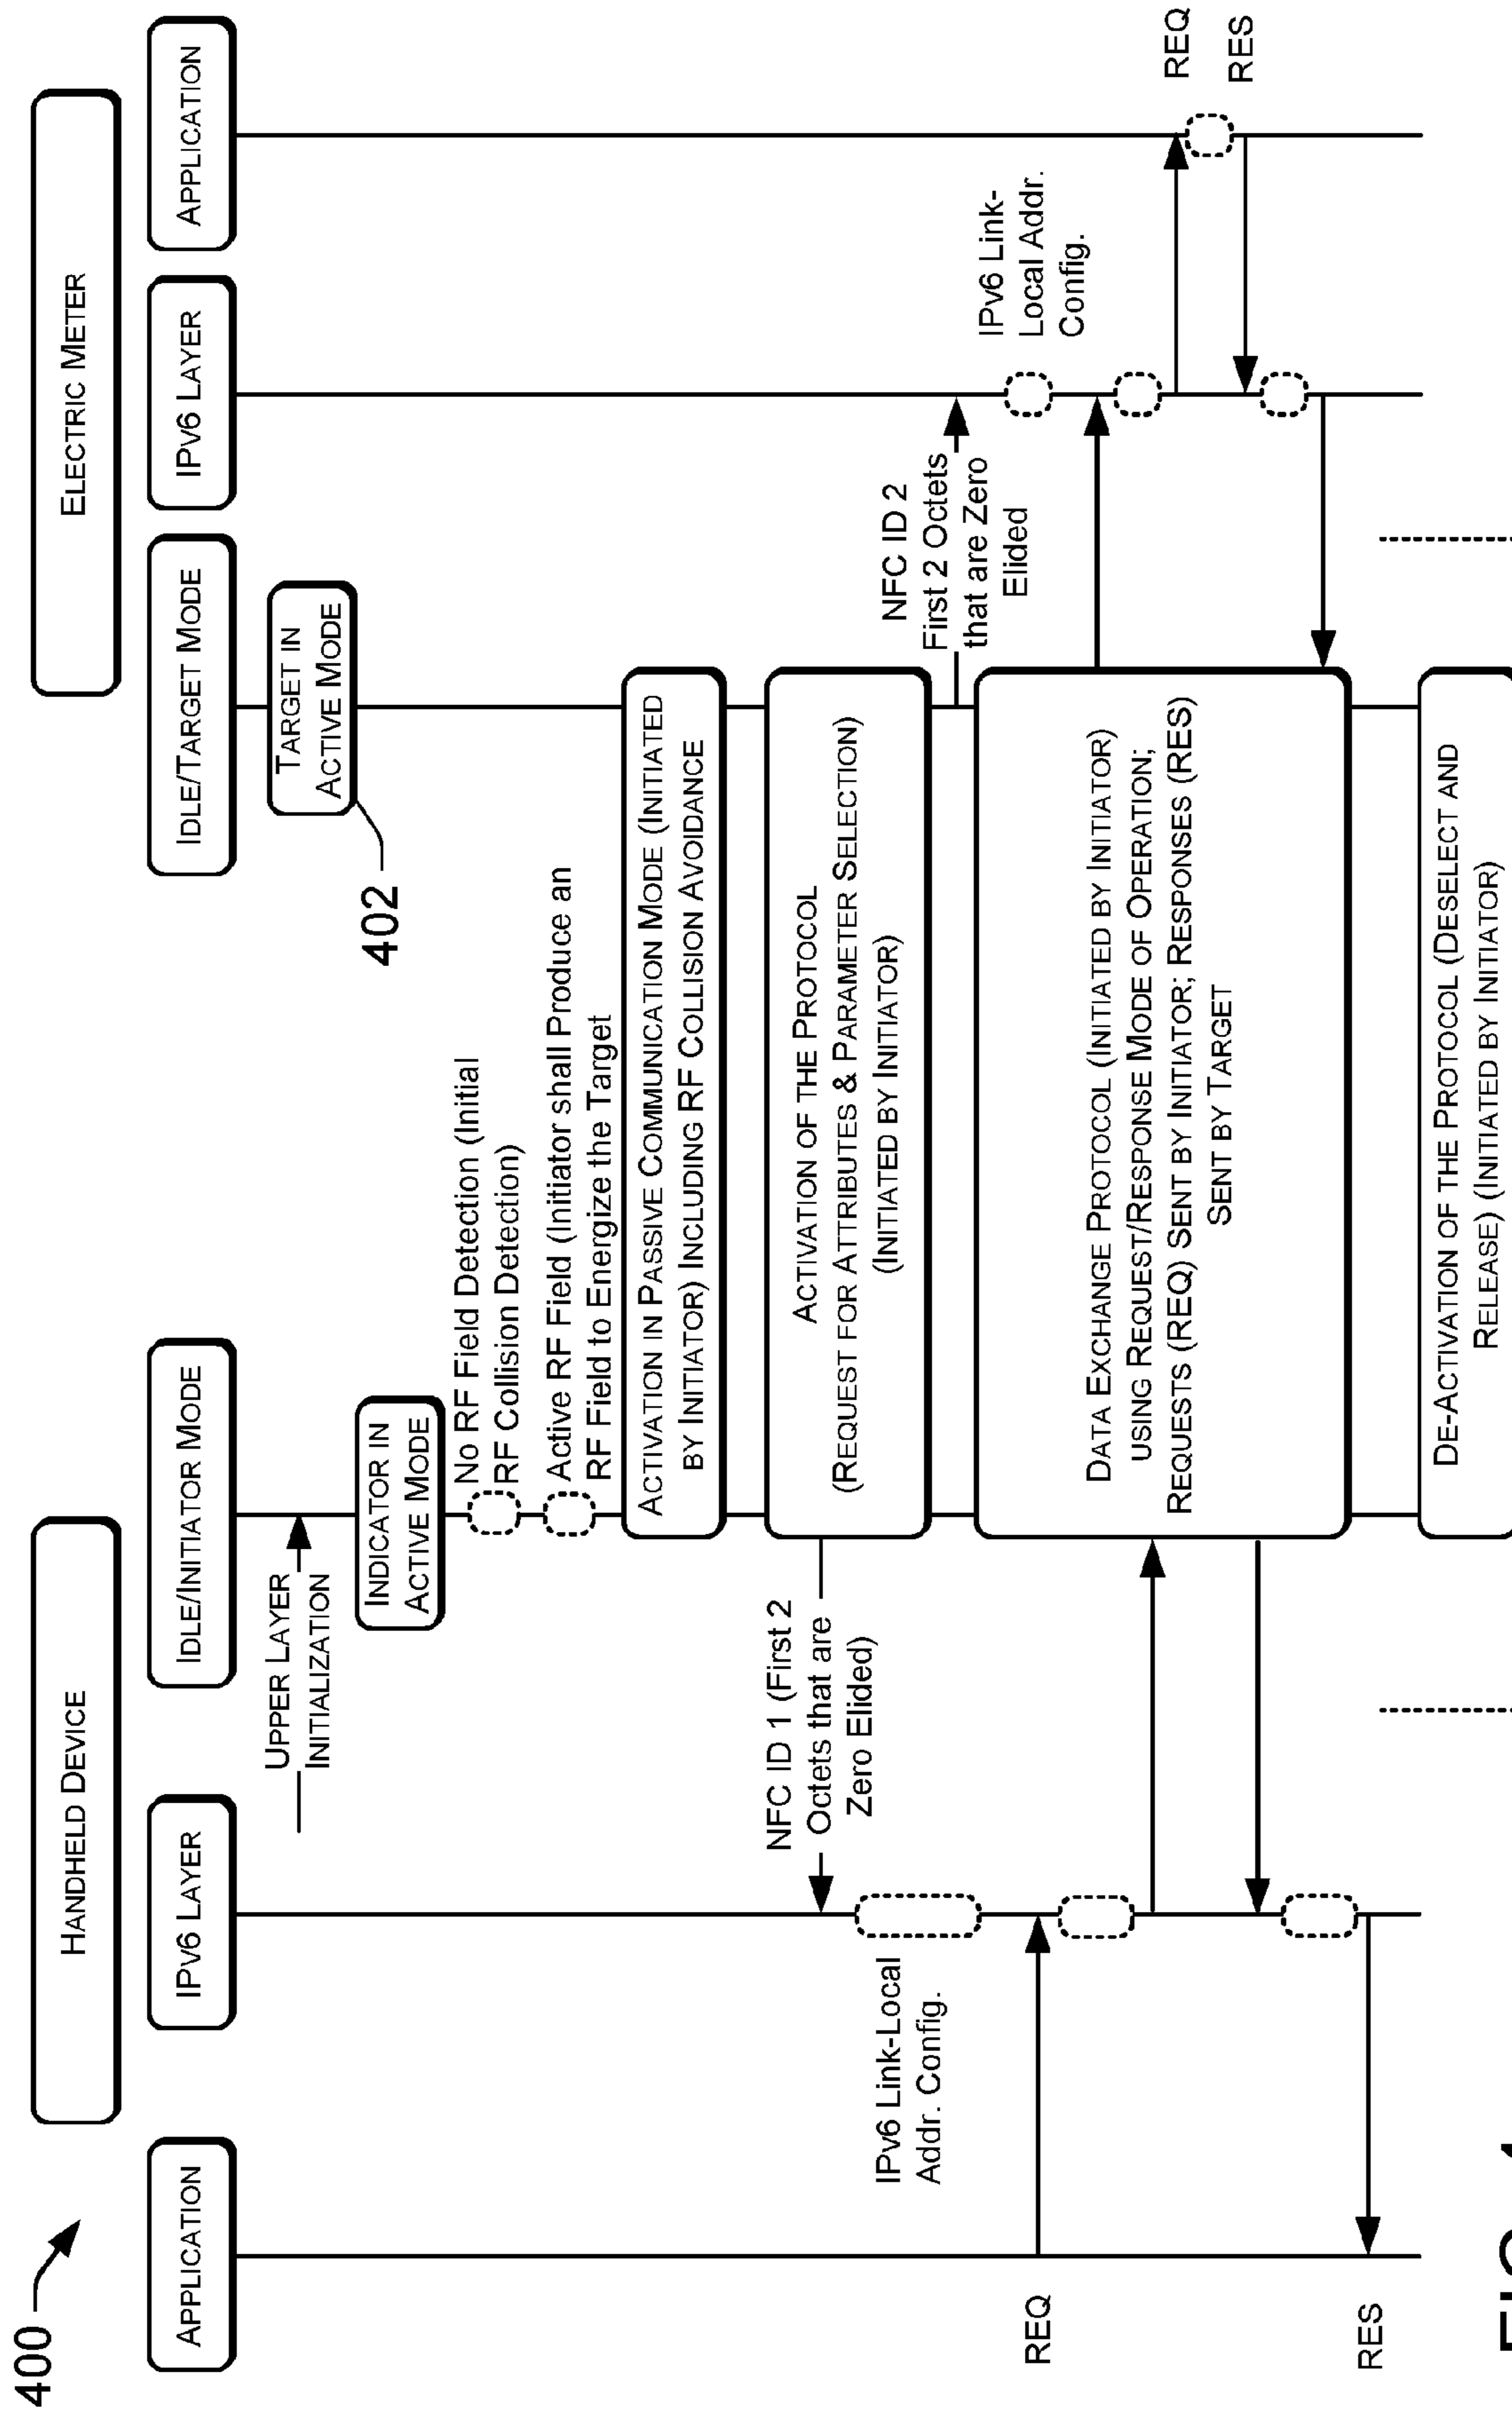 400
HANDHELD DEVICE
ELECTRIC METER
APPLICATION
IPV6 LAYER
IDLE/INITIATOR MODE
IDLE/TARGET MODE
IPV6 LAYER
APPLICATION
UPPER LAYER
INITIALIZATION
TARGET IN
ACTIVE MODE
402
INDICATOR IN
ACTIVE MODE
No RF Field Detection (Initial
RF Collision Detection)
Active RF Field (Initiator shall Produce an
RF Field to Energize the Target
ACTIVATION IN PASSIVE COMMUNICATION MODE (INITIATED
BY INITIATOR) INCLUDING RF COLLISION AVOIDANCE
NFC ID 1 (First 2
Octets that are
Zero Elided)
ACTIVATION OF THE PROTOCOL
(REQUEST FOR ATTRIBUTES & PARAMETER SELECTION)
(INITIATED BY INITIATOR)
NFC ID 2
First 2 Octets
that are Zero
Elided
IPv6 Link-Local
Addr. Config.
IPv6 Link-
Local Addr.
Config.
REQ
DATA EXCHANGE PROTOCOL (INITIATED BY INITIATOR)
USING REQUEST/RESPONSE MODE OF OPERATION;
REQUESTS (REQ) SENT BY INITIATOR; RESPONSES (RES)
SENT BY TARGET
REQ
RES
RES
DE-ACTIVATION OF THE PROTOCOL (DESELECT AND
RELEASE) (INITIATED BY INITIATOR)